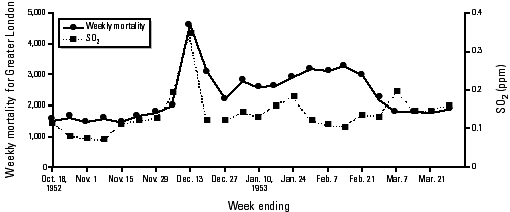 Weekly mortality for Greater London
5,000
4,000
3,000
2,000
1,000
0
Weekly mortality
SO2
0.4
0.3
0.2
0.1
0
SO2 (ppm)
Oct. 18, Nov. 1 Nov. 15 Nov. 29 Dec. 13 Dec. 27 Jan. 10, Jan. 24 Feb. 7 Feb. 21 Mar. 7 Mar. 21
1952 1953
Week ending